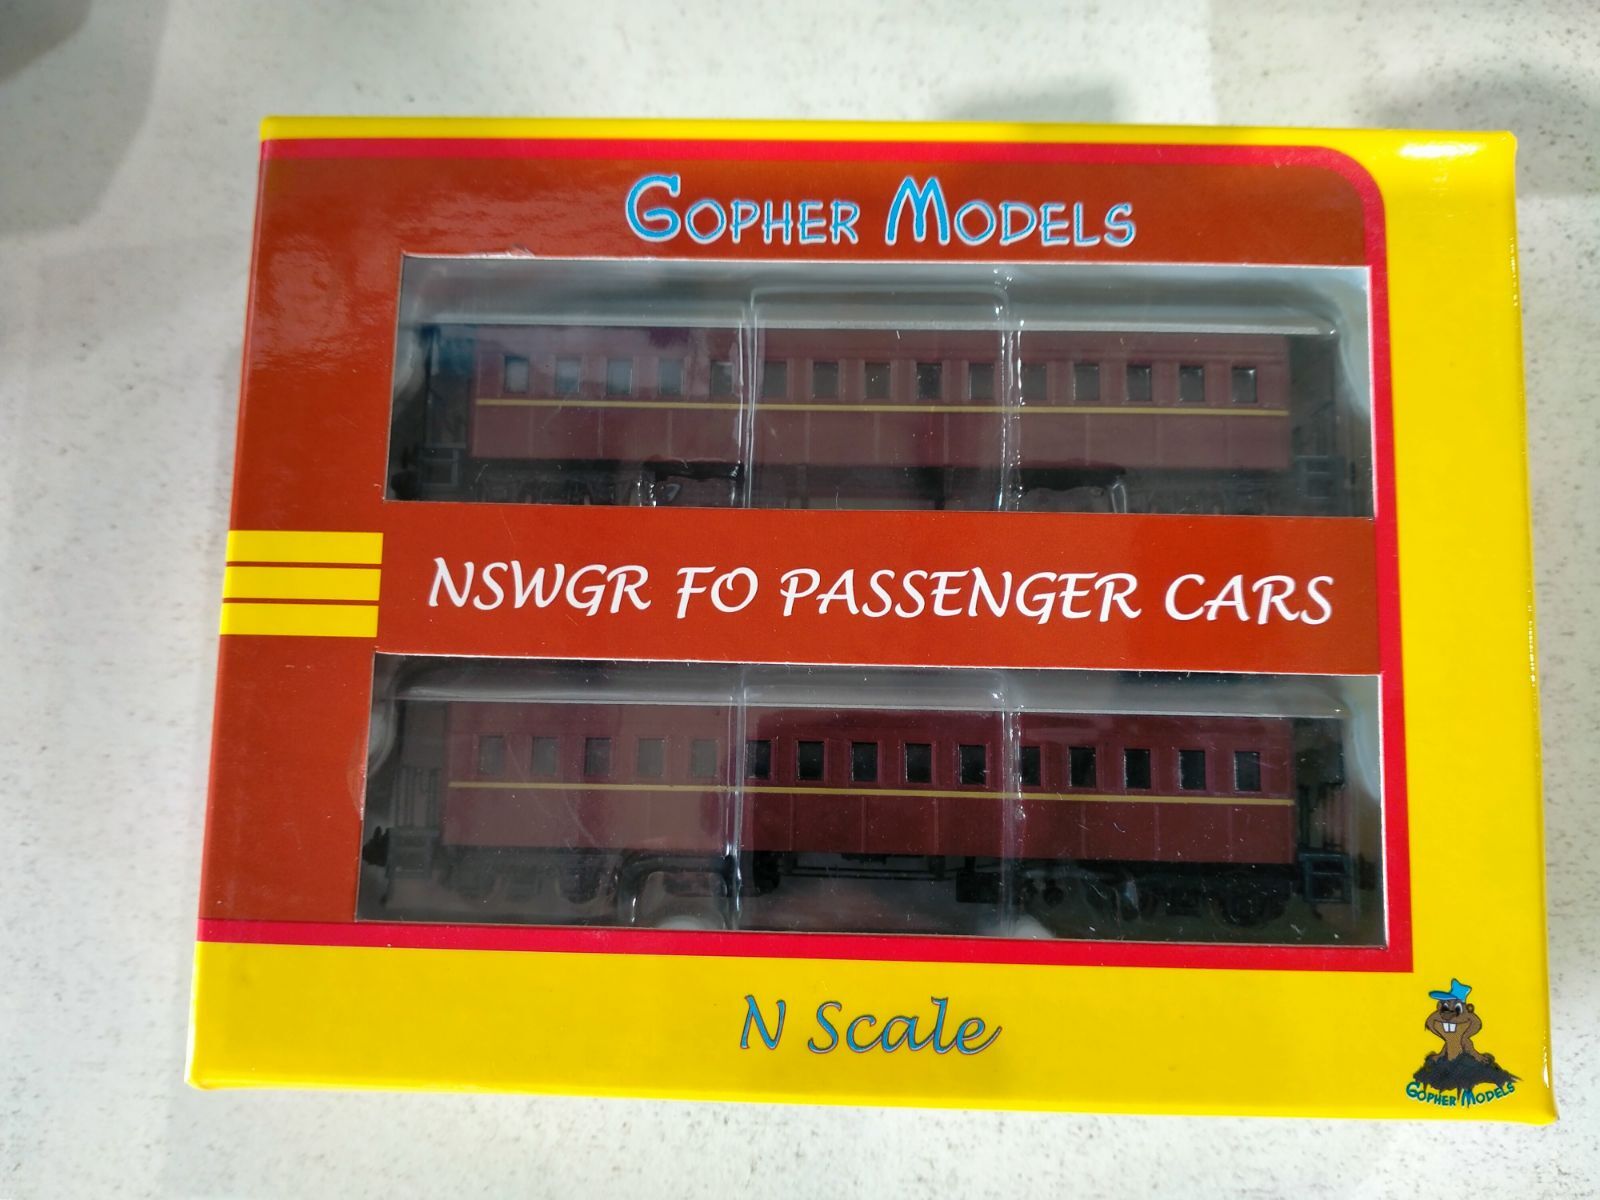 GOPHER MODELS
NSWGR FO PASSENGER CARS
N Scale
GOPHER MODELS